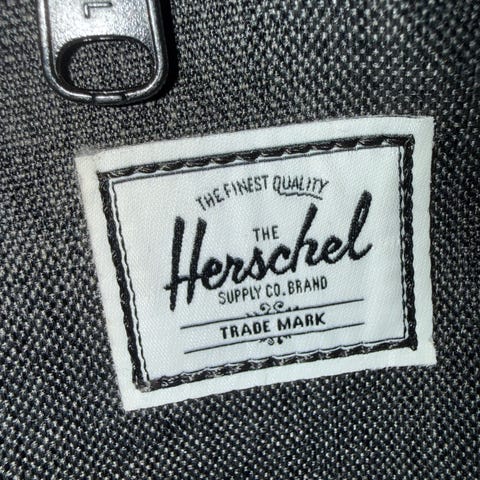 THE FINEST QUALITY
THE
Herschel
SUPPLY CO. BRAND
TRADE MARK